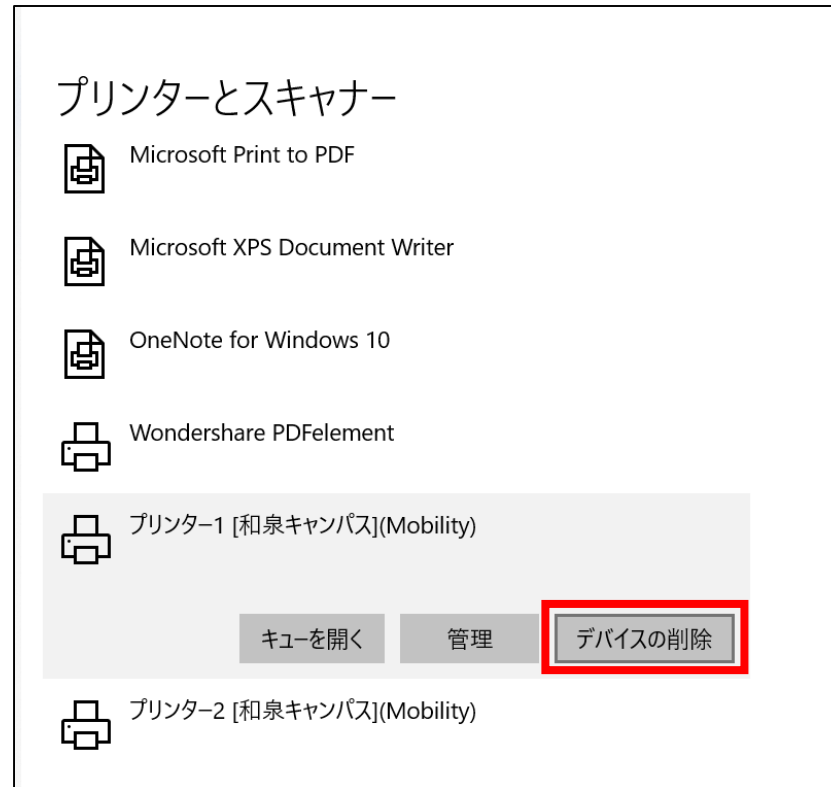 プリンターとスキャナー
Microsoft Print to PDF
Microsoft XPS Document Writer
OneNote for Windows 10
Wondershare PDFelement
プリンター1 [和泉キャンパス](Mobility)
キューを開く 管理 デバイスの削除
プリンター2 [和泉キャンパス](Mobility)